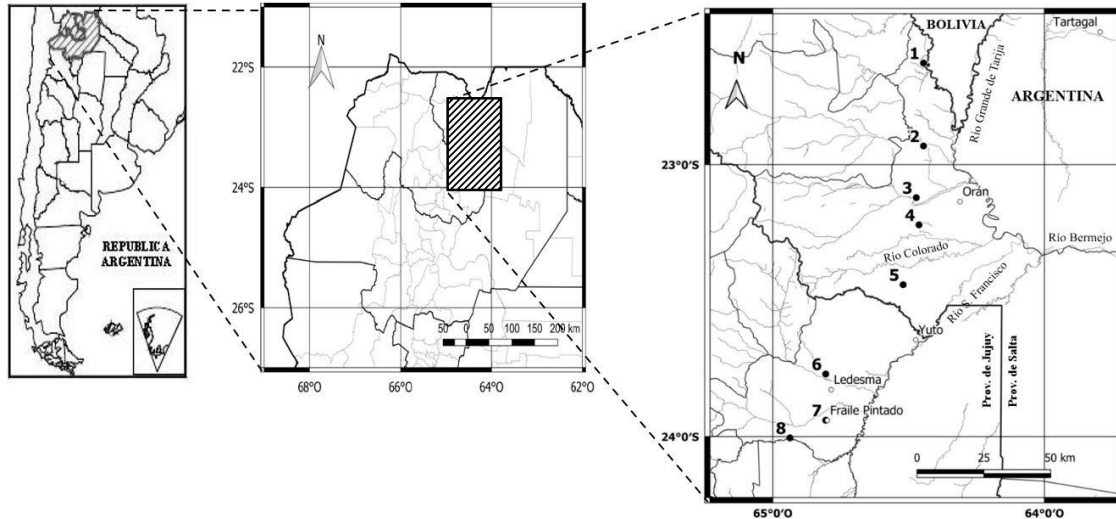 REPUBLICA
ARGENTINA
N
22°S
24°S
26°S
50 0 50 100 150 200 km
68°O
66°O
64°O
62°O
BOLIVIA
Tartagal
1
N
Río Grande de Tarija
ARGENTINA
2
23°0'S
3
Orán
4
Río Colorado
Río Bermejo
5
Río S. Francisco
Yuto
6
Ledesma
Prov. de Jujuy
Prov. de Salta
7
Fraile Pintado
8
24°0'S
0 25 50 km
65°0'O
64°0'O